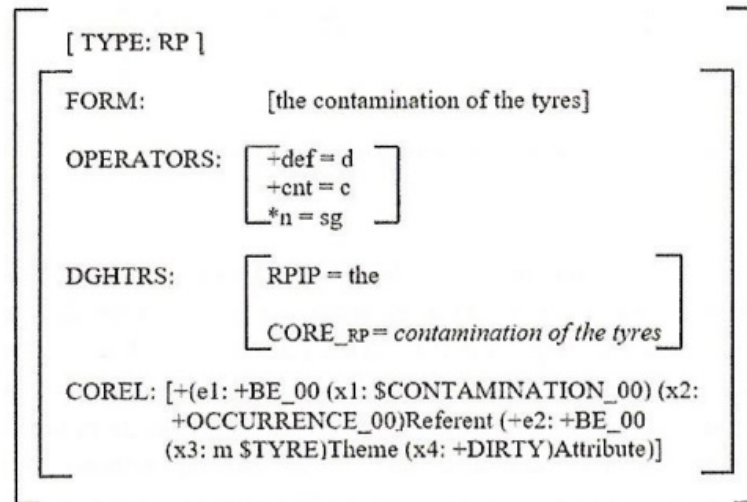 [ TYPE: RP ]
FORM: [the contamination of the tyres]
OPERATORS: +def = d
+cnt = c
*n = sg
DGHTRS: RPIP = the
CORE_RP = contamination of the tyres
COREL: [+(e1: +BE_00 (x1: $CONTAMINATION_00) (x2:
+OCCURRENCE_00)Referent (+e2: +BE_00
(x3: m $TYRE)Theme (x4: +DIRTY)Attribute)]